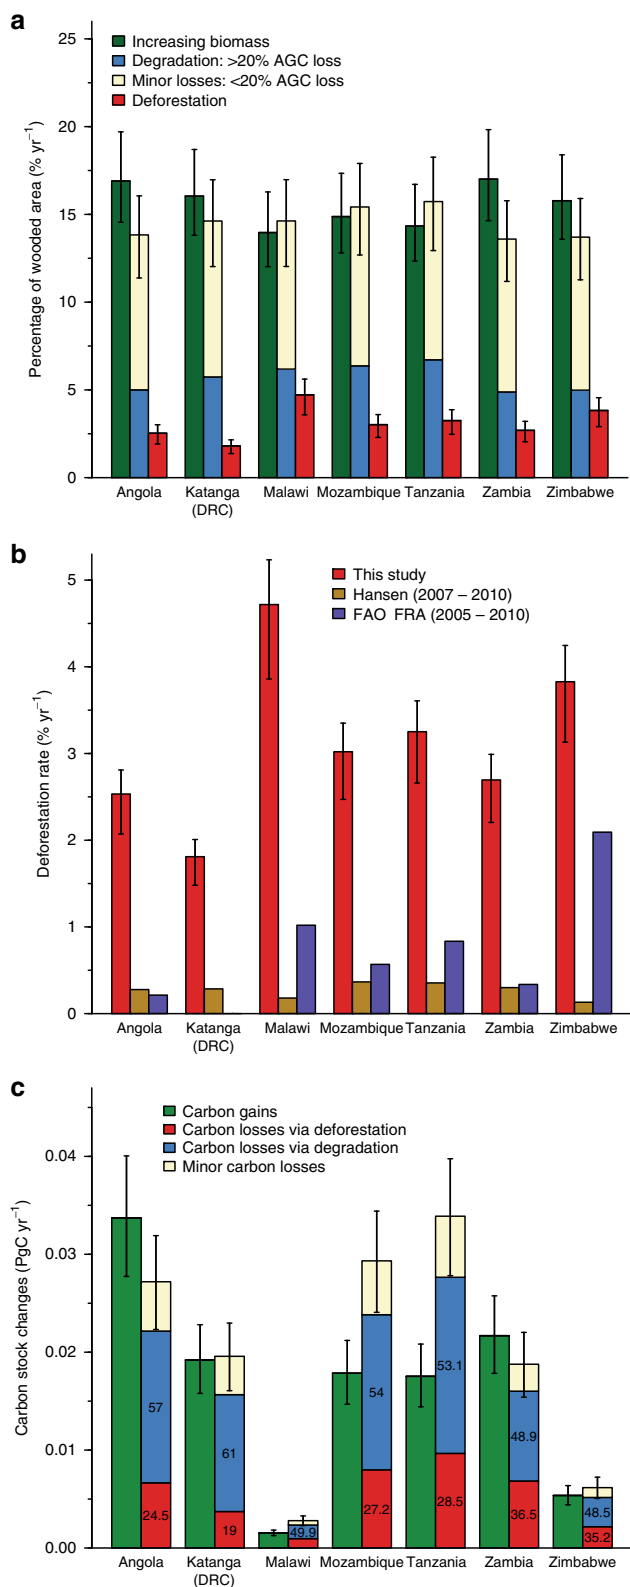 a
25
20
15
10
5
0
Percentage of wooded area (% yr⁻¹)
Increasing biomass
Degradation: >20% AGC loss
Minor losses: <20% AGC loss
Deforestation
Angola Katanga (DRC) Malawi Mozambique Tanzania Zambia Zimbabwe
b
5
4
3
2
1
0
Deforestation rate (% yr⁻¹)
This study
Hansen (2007 – 2010)
FAO FRA (2005 – 2010)
Angola Katanga (DRC) Malawi Mozambique Tanzania Zambia Zimbabwe
c
0.04
0.03
0.02
0.01
0.00
Carbon stock changes (PgC yr⁻¹)
Carbon gains
Carbon losses via deforestation
Carbon losses via degradation
Minor carbon losses
57
24.5
61
19
49.9
54
27.2
53.1
28.5
48.9
36.5
48.5
35.2
Angola Katanga (DRC) Malawi Mozambique Tanzania Zambia Zimbabwe